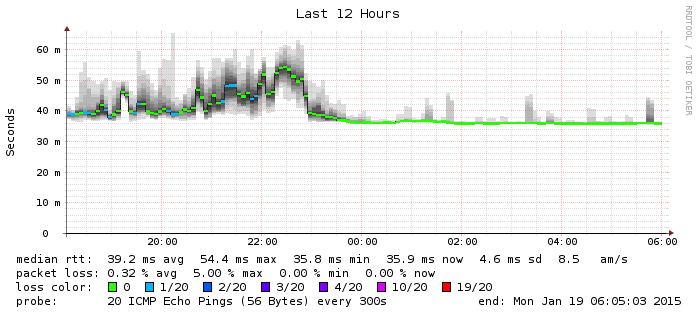 Last 12 Hours
RRDTOOL / TOBI OETIKER
Seconds
60 m
50 m
40 m
30 m
20 m
10 m
0
20:00 22:00 00:00 02:00 04:00 06:00
median rtt: 39.2 ms avg 54.4 ms max 35.8 ms min 35.9 ms now 4.6 ms sd 8.5 am/s
packet loss: 0.32 % avg 5.00 % max 0.00 % min 0.00 % now
loss color: 0 1/20 2/20 3/20 4/20 10/20 19/20
probe: 20 ICMP Echo Pings (56 Bytes) every 300s end: Mon Jan 19 06:05:03 2015